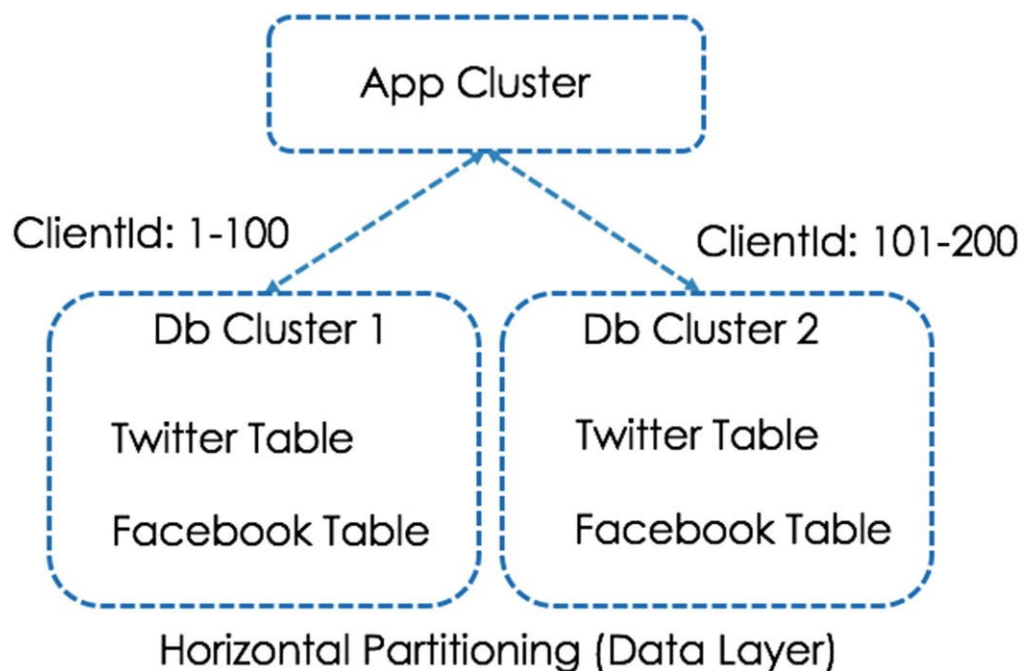 App Cluster
ClientId: 1-100
ClientId: 101-200
Db Cluster 1
Twitter Table
Facebook Table
Db Cluster 2
Twitter Table
Facebook Table
Horizontal Partitioning (Data Layer)